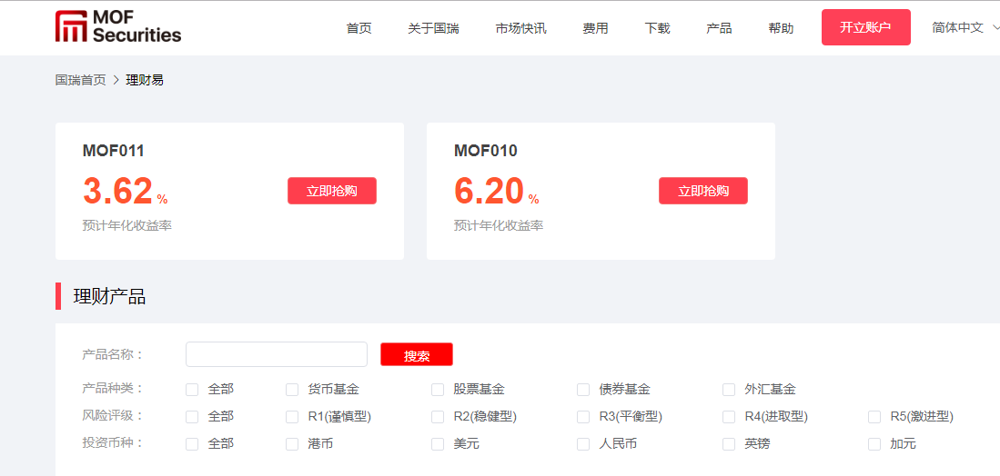 MOF
Securities
首页 关于国瑞 市场快讯 费用 下载 产品 帮助 开立账户 简体中文
国瑞首页 > 理财易
MOF011 MOF010
3.62 % 立即抢购 6.20 % 立即抢购
预计年化收益率 预计年化收益率
理财产品
产品名称： 搜索
产品种类： 全部 货币基金 股票基金 债券基金 外汇基金
风险评级： 全部 R1(谨慎型) R2(稳健型) R3(平衡型) R4(进取型) R5(激进型)
投资币种： 全部 港币 美元 人民币 英镑 加元